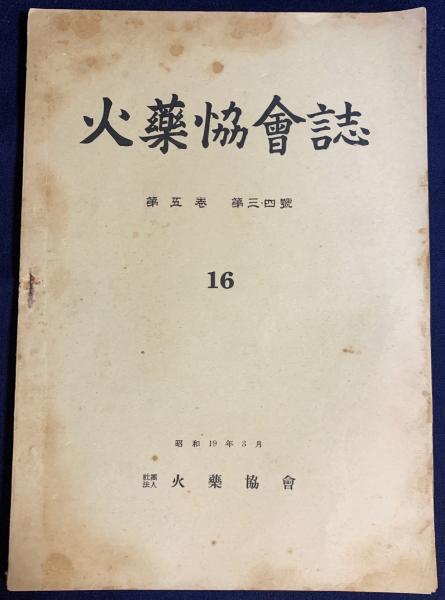 火藥協會誌
第五卷 第三・四號
16
昭和19年3月
社團法人 火藥協會